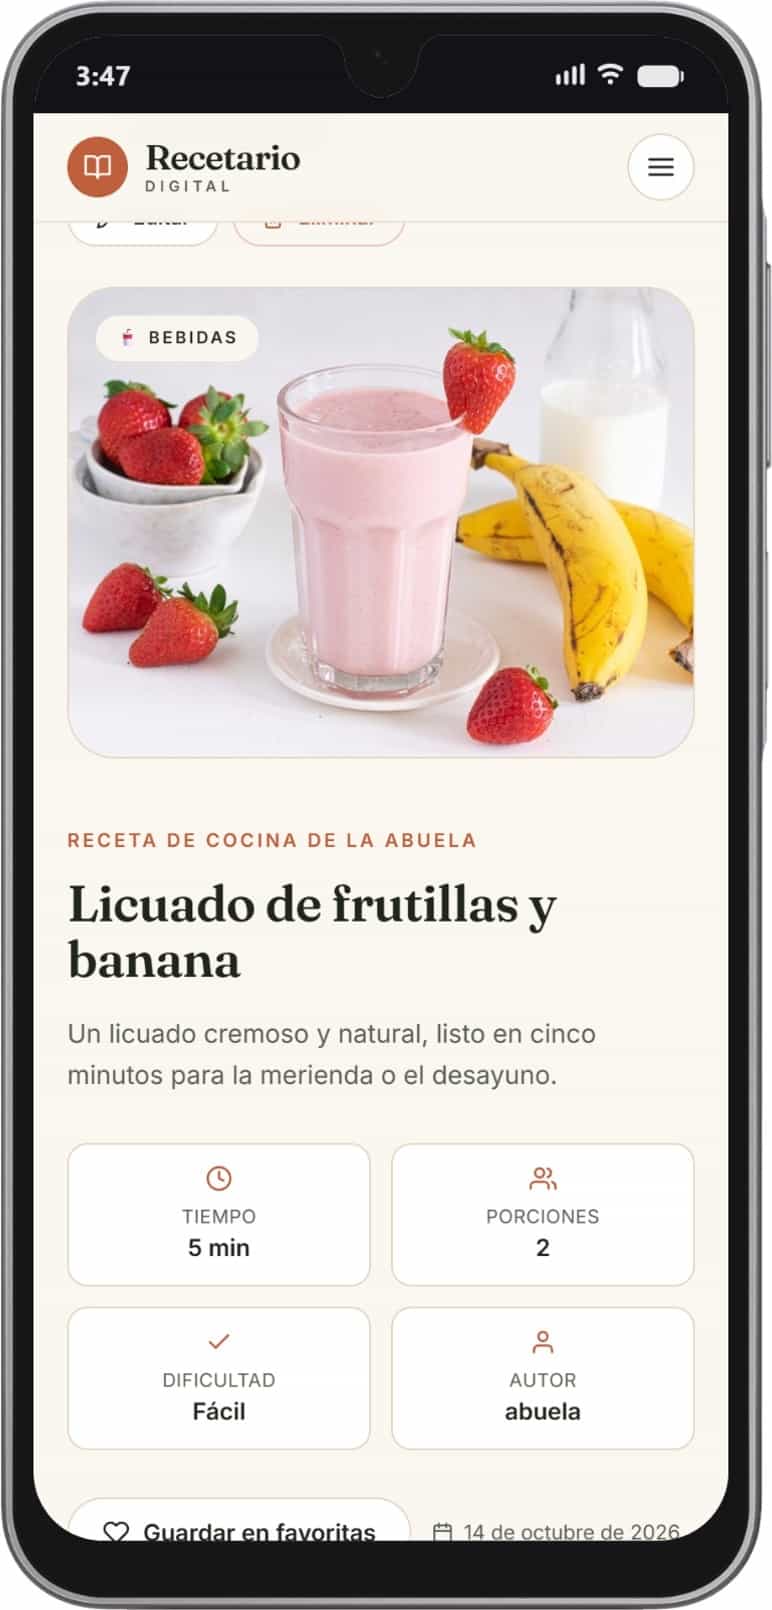 3:47
Recetario
DIGITAL
Editar
Eliminar
BEBIDAS
RECETA DE COCINA DE LA ABUELA
Licuado de frutillas y
banana
Un licuado cremoso y natural, listo en cinco
minutos para la merienda o el desayuno.
TIEMPO
5 min
PORCIONES
2
DIFICULTAD
Fácil
AUTOR
abuela
Guardar en favoritas
14 de octubre de 2026